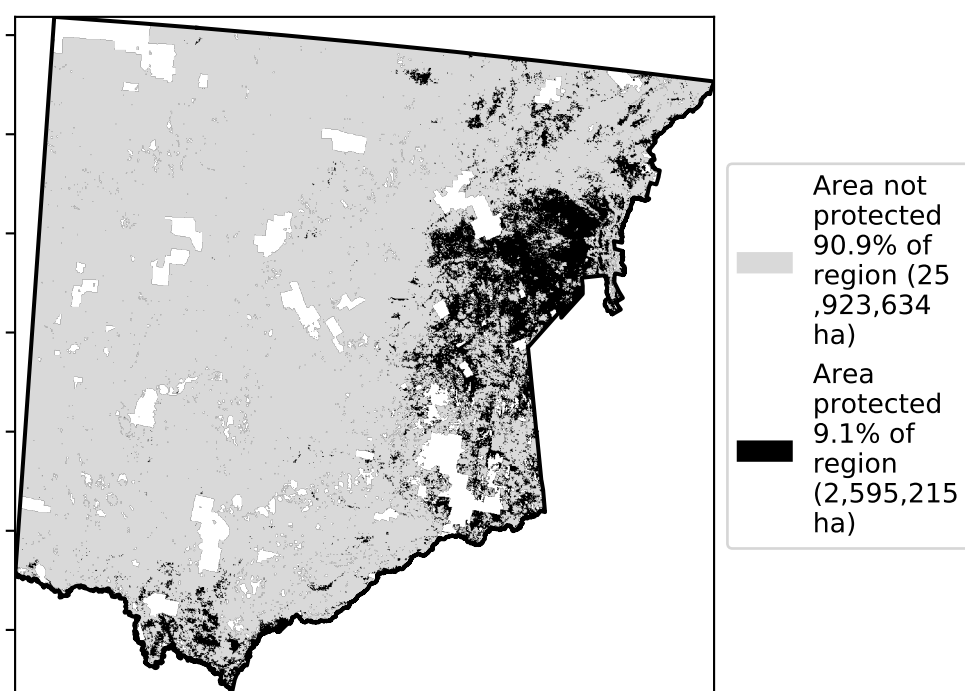 Area not
protected
90.9% of
region (25
,923,634
ha)
Area
protected
9.1% of
region
(2,595,215
ha)